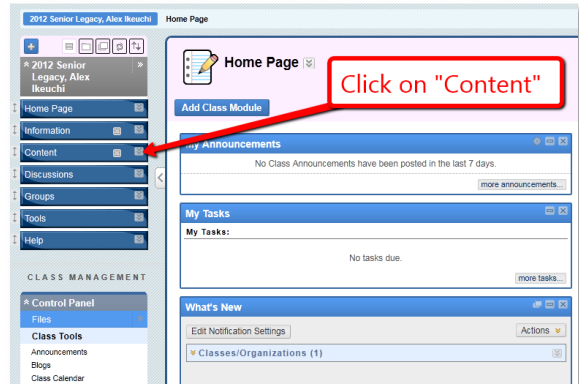 2012 Senior Legacy, Alex Ikeuchi Home Page
2012 Senior
Legacy, Alex
Ikeuchi
Home Page
Information
Content
Discussions
Groups
Tools
Help
CLASS MANAGEMENT
Control Panel
Files
Class Tools
Announcements
Blogs
Class Calendar
Home Page
Click on "Content"
Add Class Module
My Announcements
No Class Announcements have been posted in the last 7 days.
more announcements...
My Tasks
My Tasks:
No tasks due.
more tasks...
What's New
Edit Notification Settings
Actions
Classes/Organizations (1)